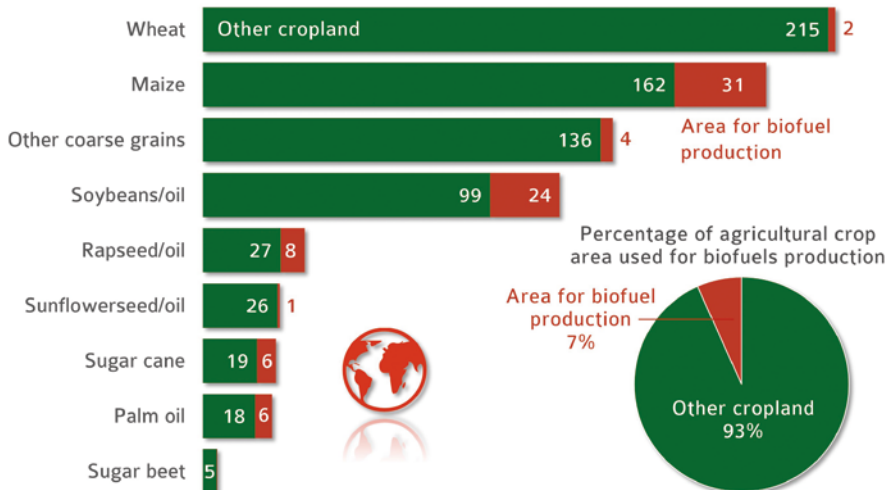 Wheat Other cropland 215 2
Maize 162 31
Other coarse grains 136 4
Area for biofuel
production
Soybeans/oil 99 24
Rapseed/oil 27 8
Sunflowerseed/oil 26 1
Sugar cane 19 6
Palm oil 18 6
Sugar beet 5
Percentage of agricultural crop
area used for biofuels production
Area for biofuel
production
7%
Other cropland
93%